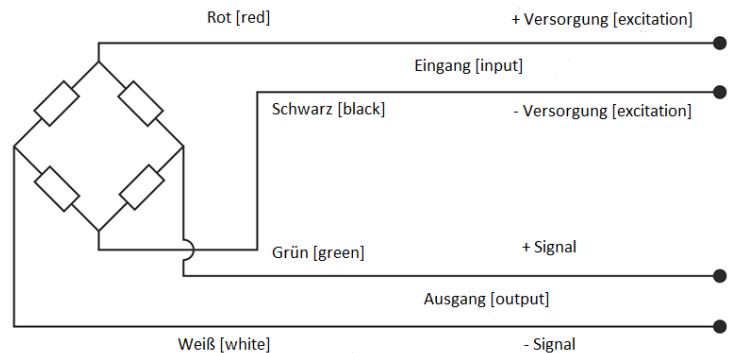 Rot [red]
+ Versorgung [excitation]
Eingang [input]
Schwarz [black]
- Versorgung [excitation]
Grün [green]
+ Signal
Ausgang [output]
Weiß [white]
- Signal